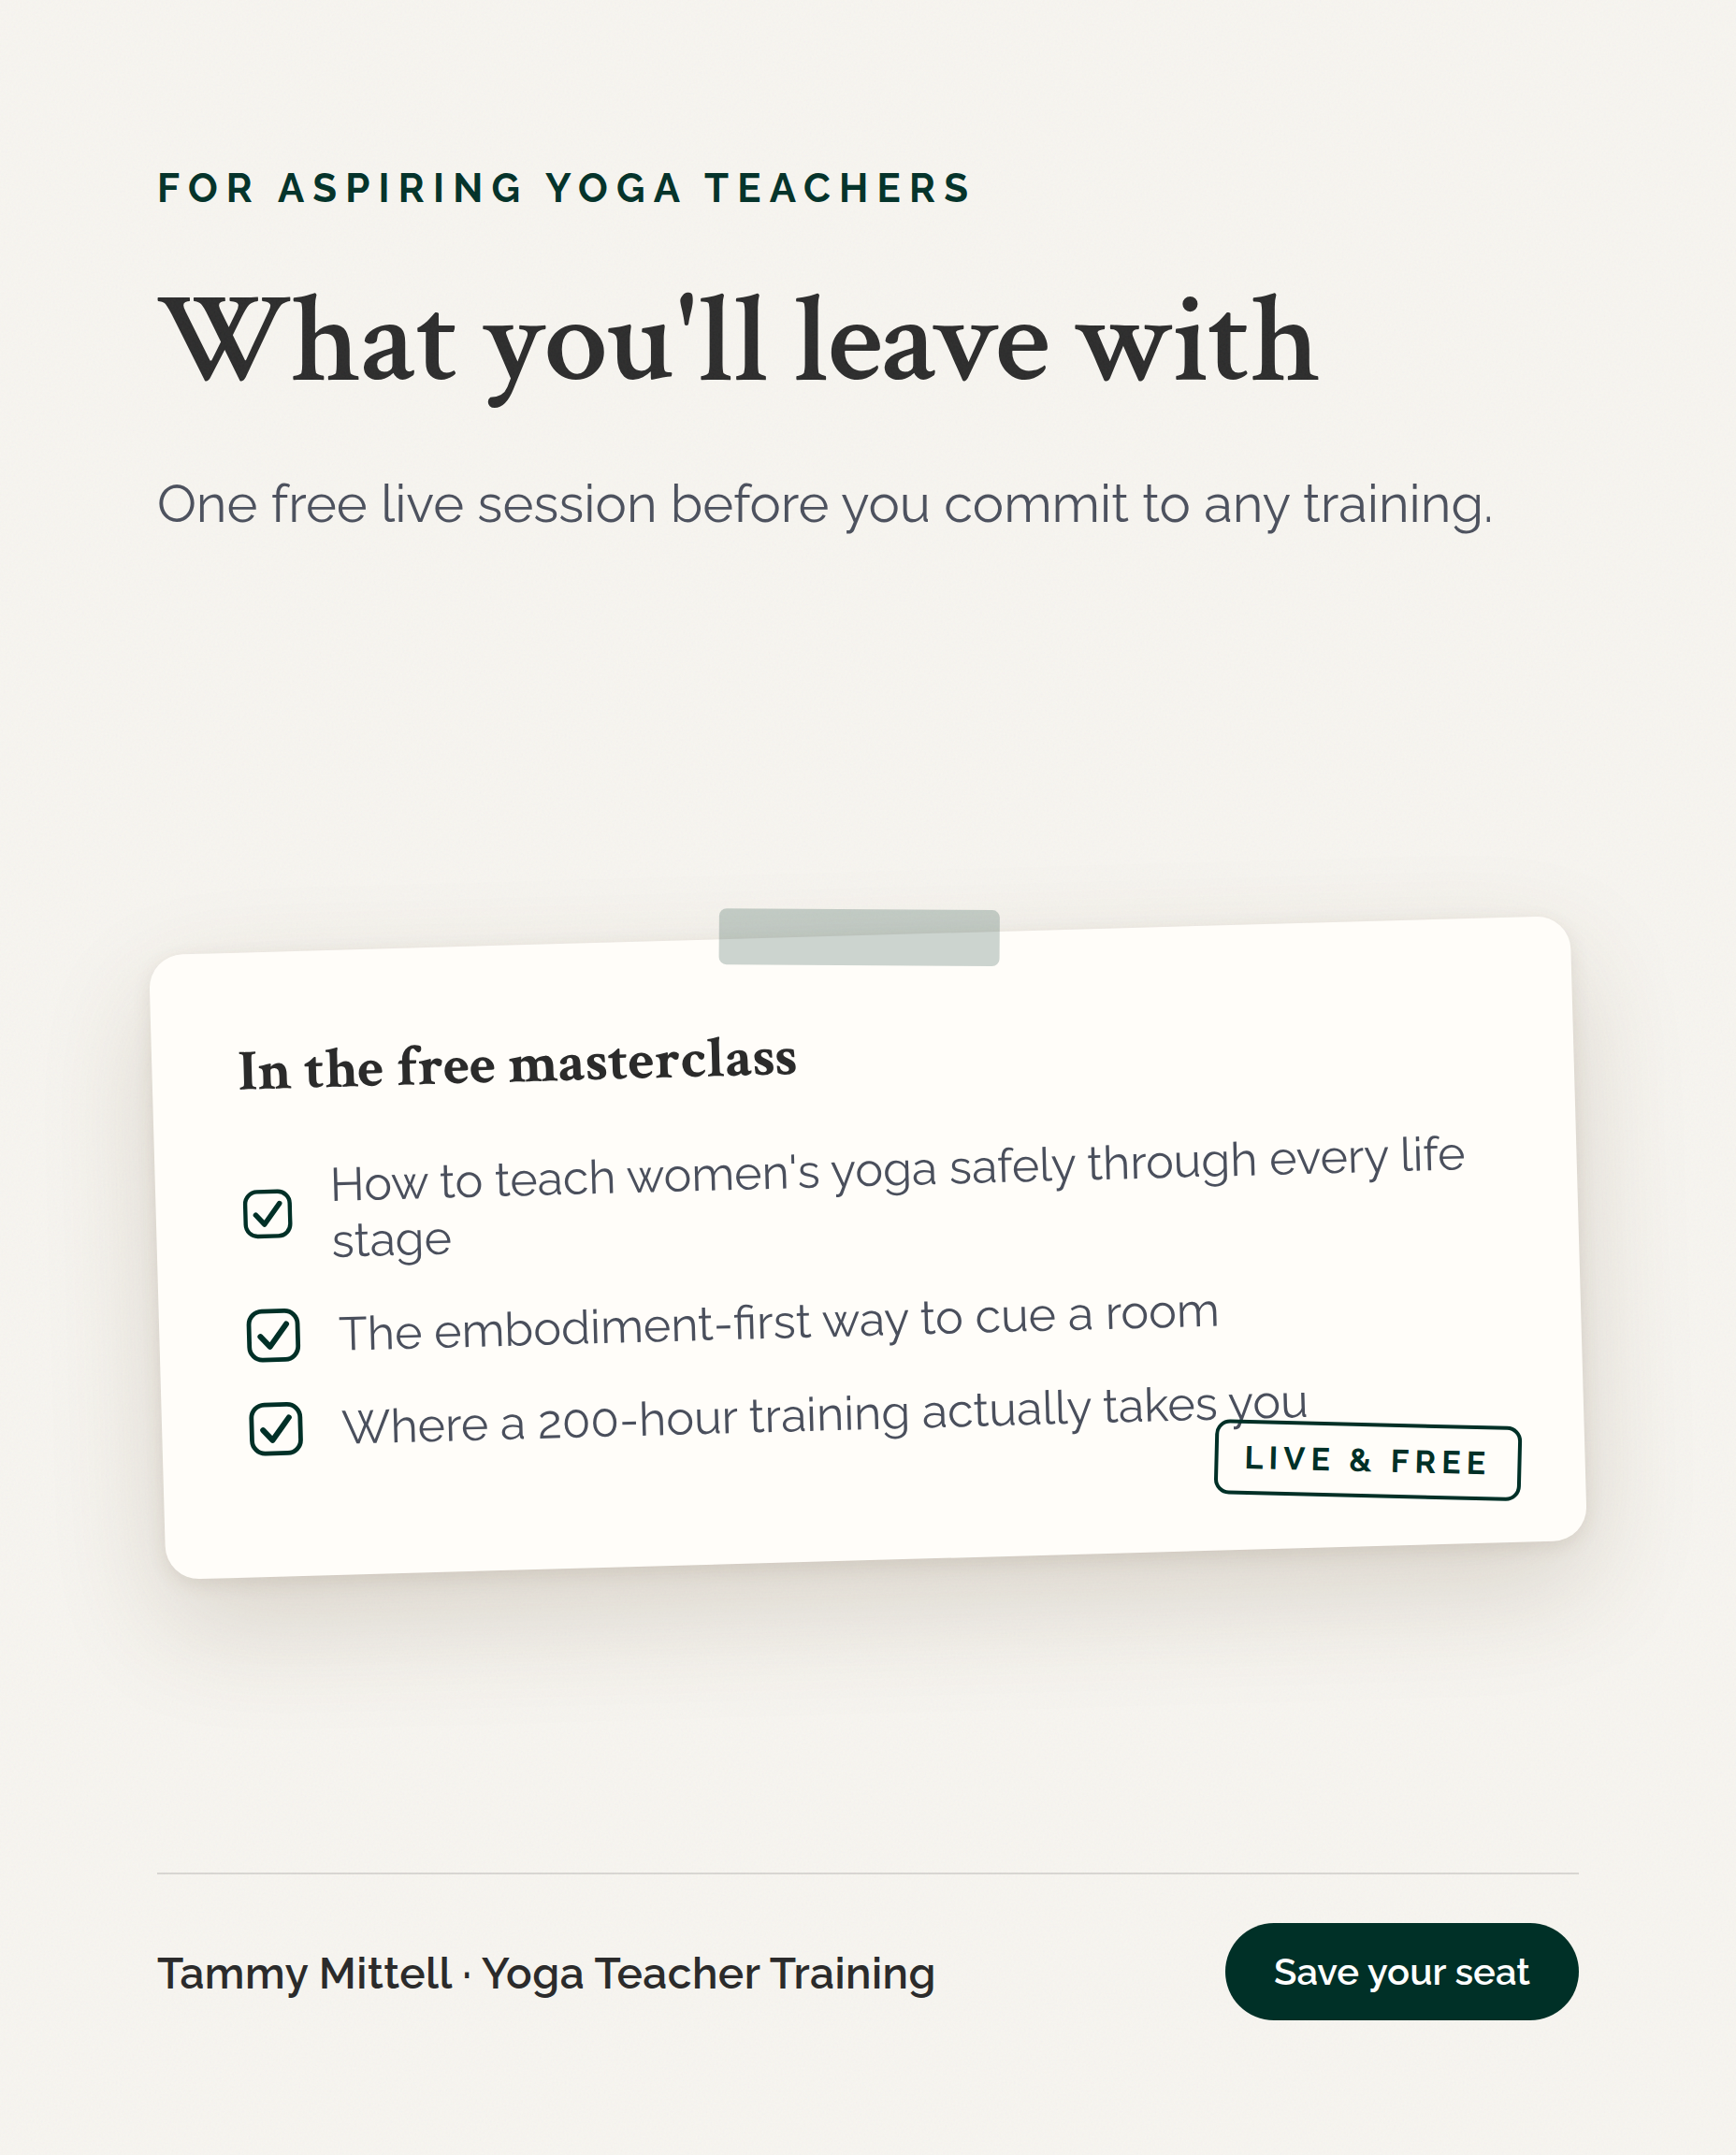 FOR ASPIRING YOGA TEACHERS
What you'll leave with
One free live session before you commit to any training.
In the free masterclass
How to teach women's yoga safely through every life
stage
The embodiment-first way to cue a room
Where a 200-hour training actually takes you
LIVE & FREE
Tammy Mittell · Yoga Teacher Training
Save your seat